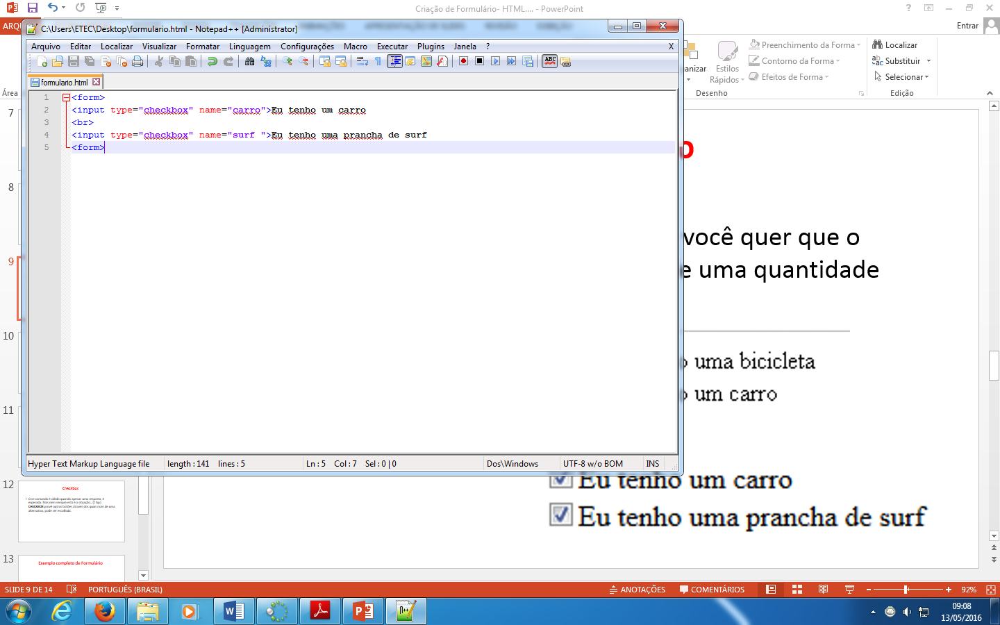 Criação de Formulário- HTML.... - PowerPoint
Entrar
C:\Users\ETEC\Desktop\formulario.html - Notepad++ [Administrator]
Arquivo Editar Localizar Visualizar Formatar Linguagem Configurações Macro Executar Plugins Janela ? X
formulario.html
1 <form>
2 <input type="checkbox" name="carro">Eu tenho um carro
3 <br>
4 <input type="checkbox" name="surf ">Eu tenho uma prancha de surf
5 <form>
Hyper Text Markup Language file length : 141 lines : 5 Ln : 5 Col : 7 Sel : 0 | 0 Dos\Windows UTF-8 w/o BOM INS
Estilos
Rápidos
Preenchimento da Forma
Contorno da Forma
Efeitos de Forma
Desenho
Localizar
Substituir
Selecionar
Edição
Área
7
8
9
10
11
12
Checkbox
13
Exemplo completo de Formulário
você quer que o
e uma quantidade
o uma bicicleta
o um carro
Eu tenho um carro
Eu tenho uma prancha de surf
SLIDE 9 DE 14 PORTUGUÊS (BRASIL) ANOTAÇÕES COMENTÁRIOS 92%
09:08
13/05/2016